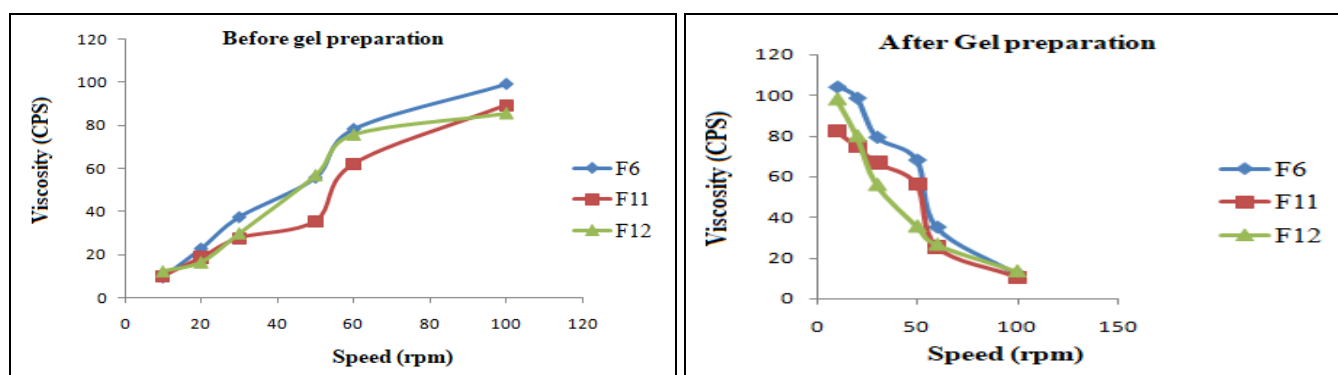 Before gel preparation
120
100
80
60
40
20
0
Viscosity (CPS)
0 20 40 60 80 100 120
Speed (rpm)
F6
F11
F12
After Gel preparation
120
100
80
60
40
20
0
Viscosity (CPS)
0 50 100 150
Speed (rpm)
F6
F11
F12